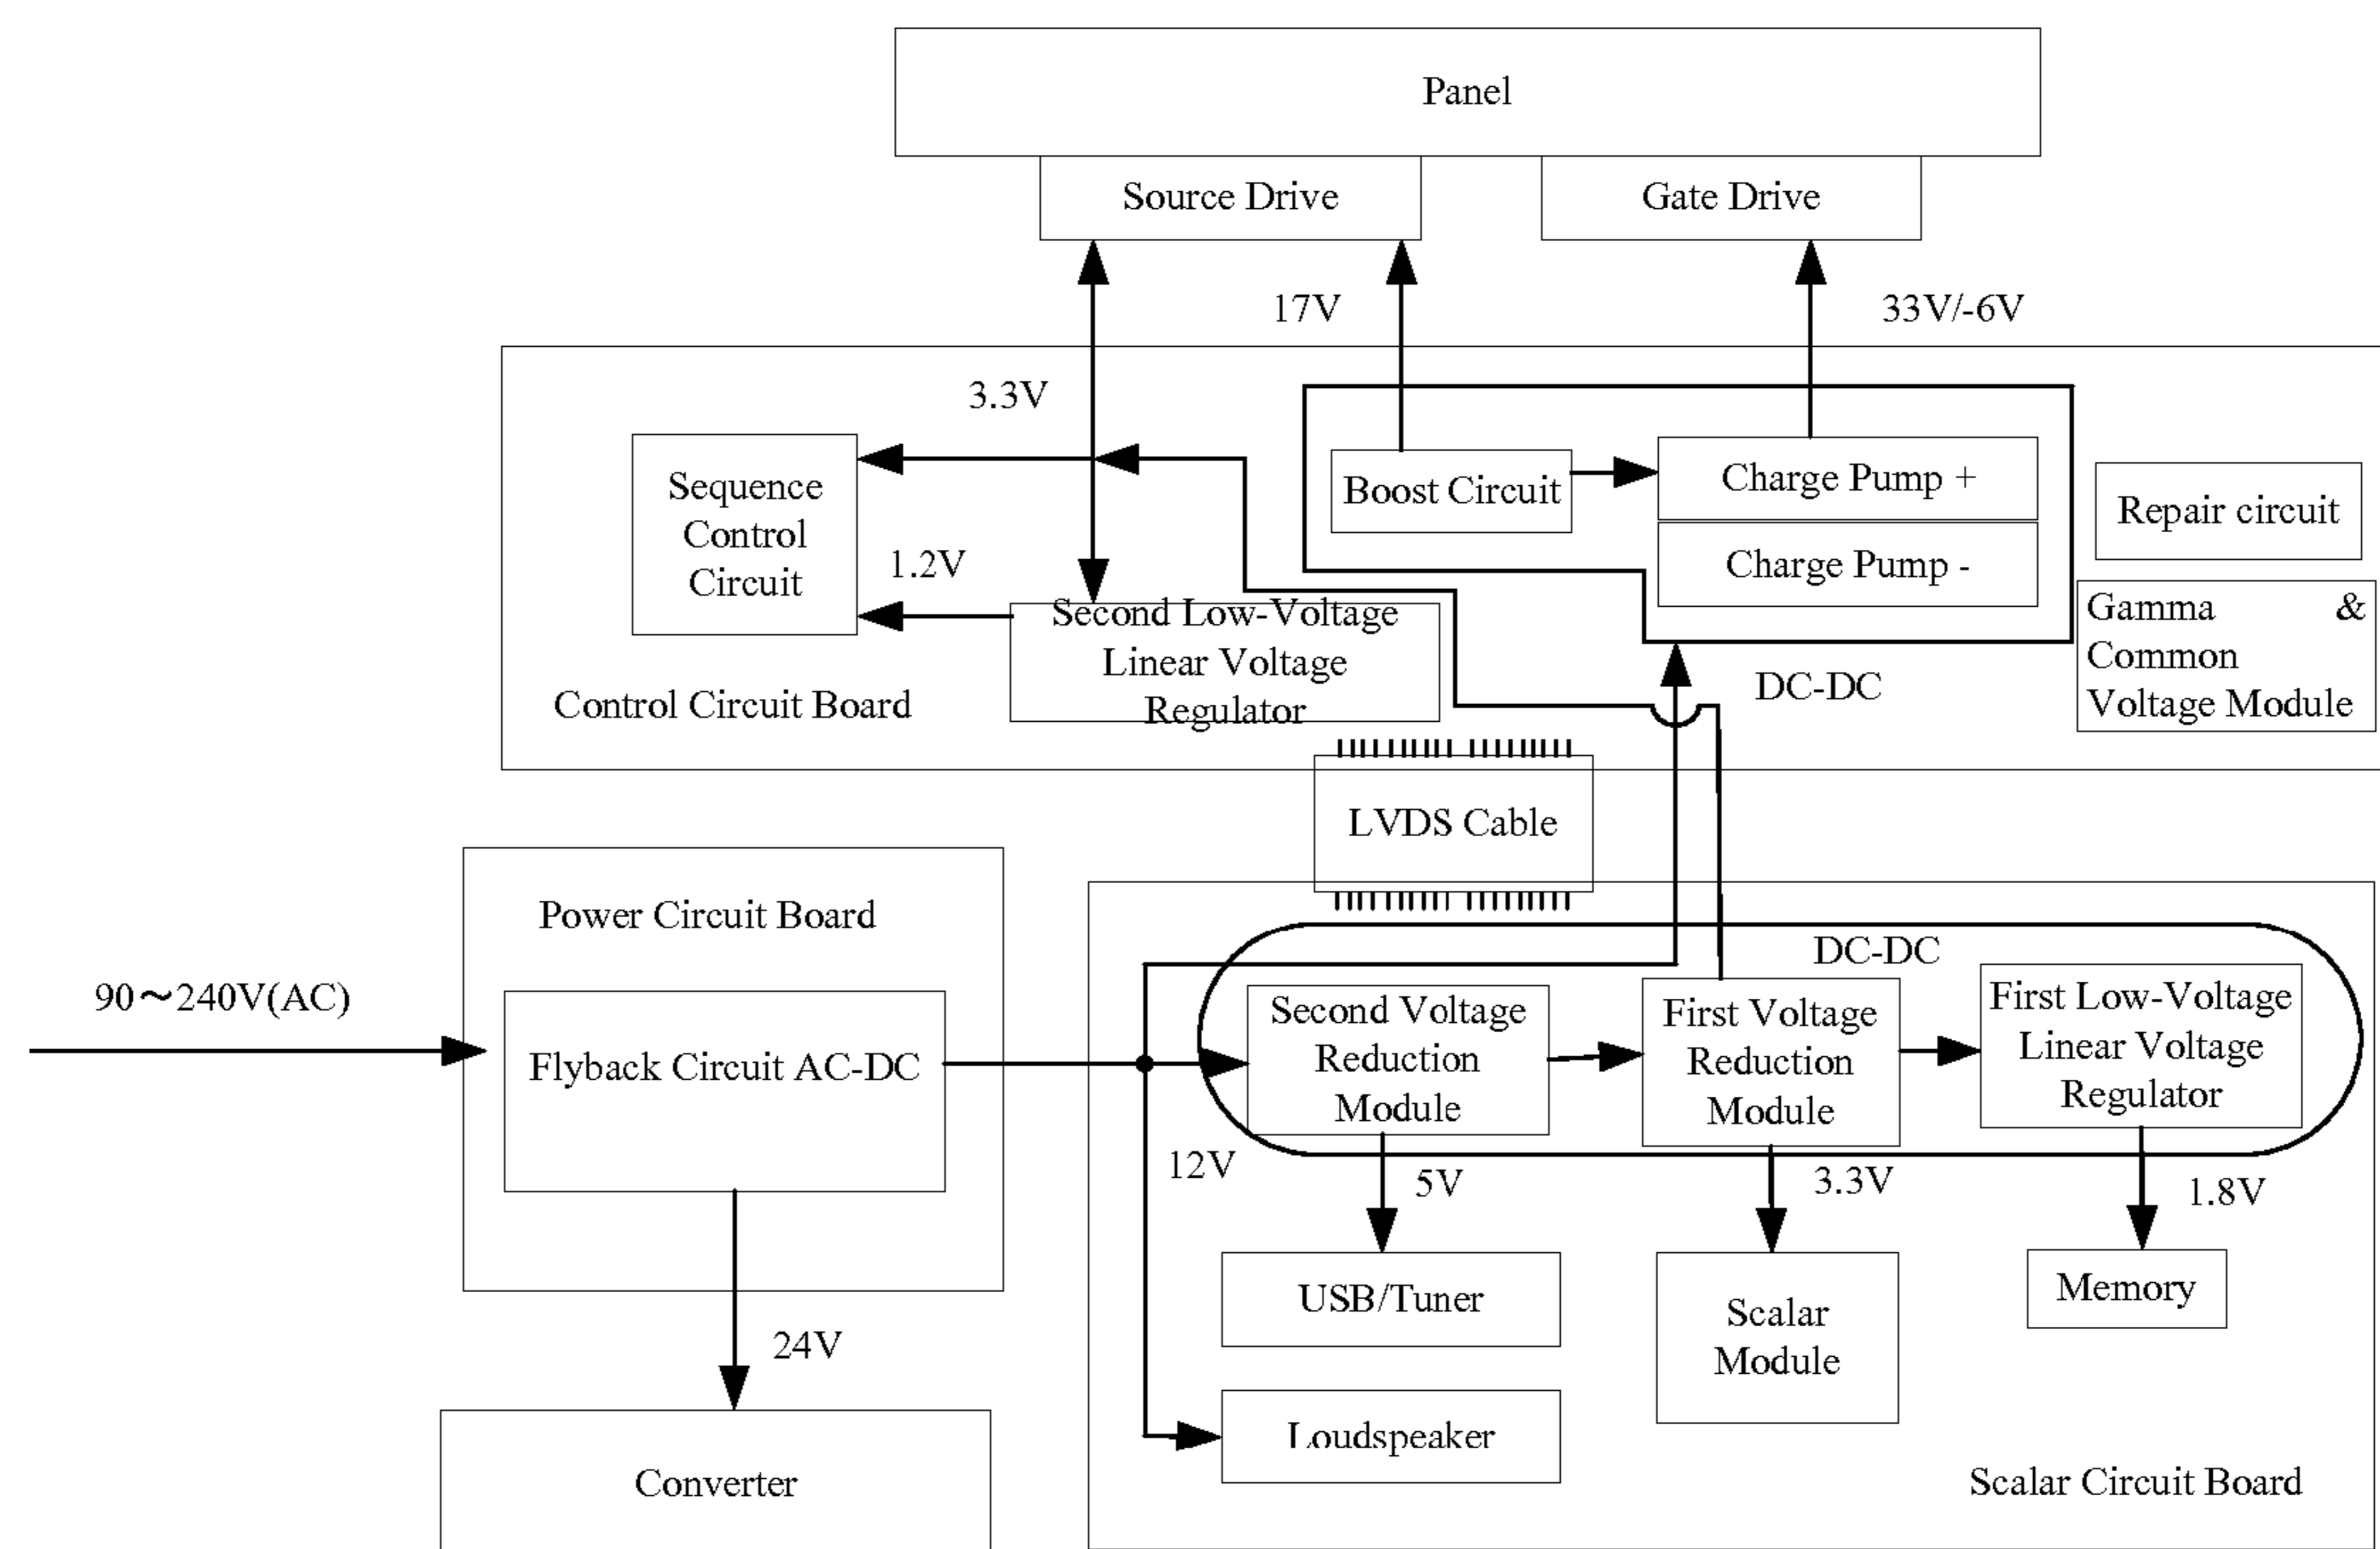 Panel
Source Drive
Gate Drive
17V
33V/-6V
3.3V
Sequence
Control
Circuit
Boost Circuit
Charge Pump +
Charge Pump -
Repair circuit
1.2V
Second Low-Voltage
Linear Voltage
Regulator
Gamma &
Common
Voltage Module
DC-DC
Control Circuit Board
LVDS Cable
Power Circuit Board
90～240V(AC)
Flyback Circuit AC-DC
DC-DC
Second Voltage
Reduction
Module
First Voltage
Reduction
Module
First Low-Voltage
Linear Voltage
Regulator
12V
5V
3.3V
1.8V
USB/Tuner
Scalar
Module
Memory
24V
Loudspeaker
Converter
Scalar Circuit Board